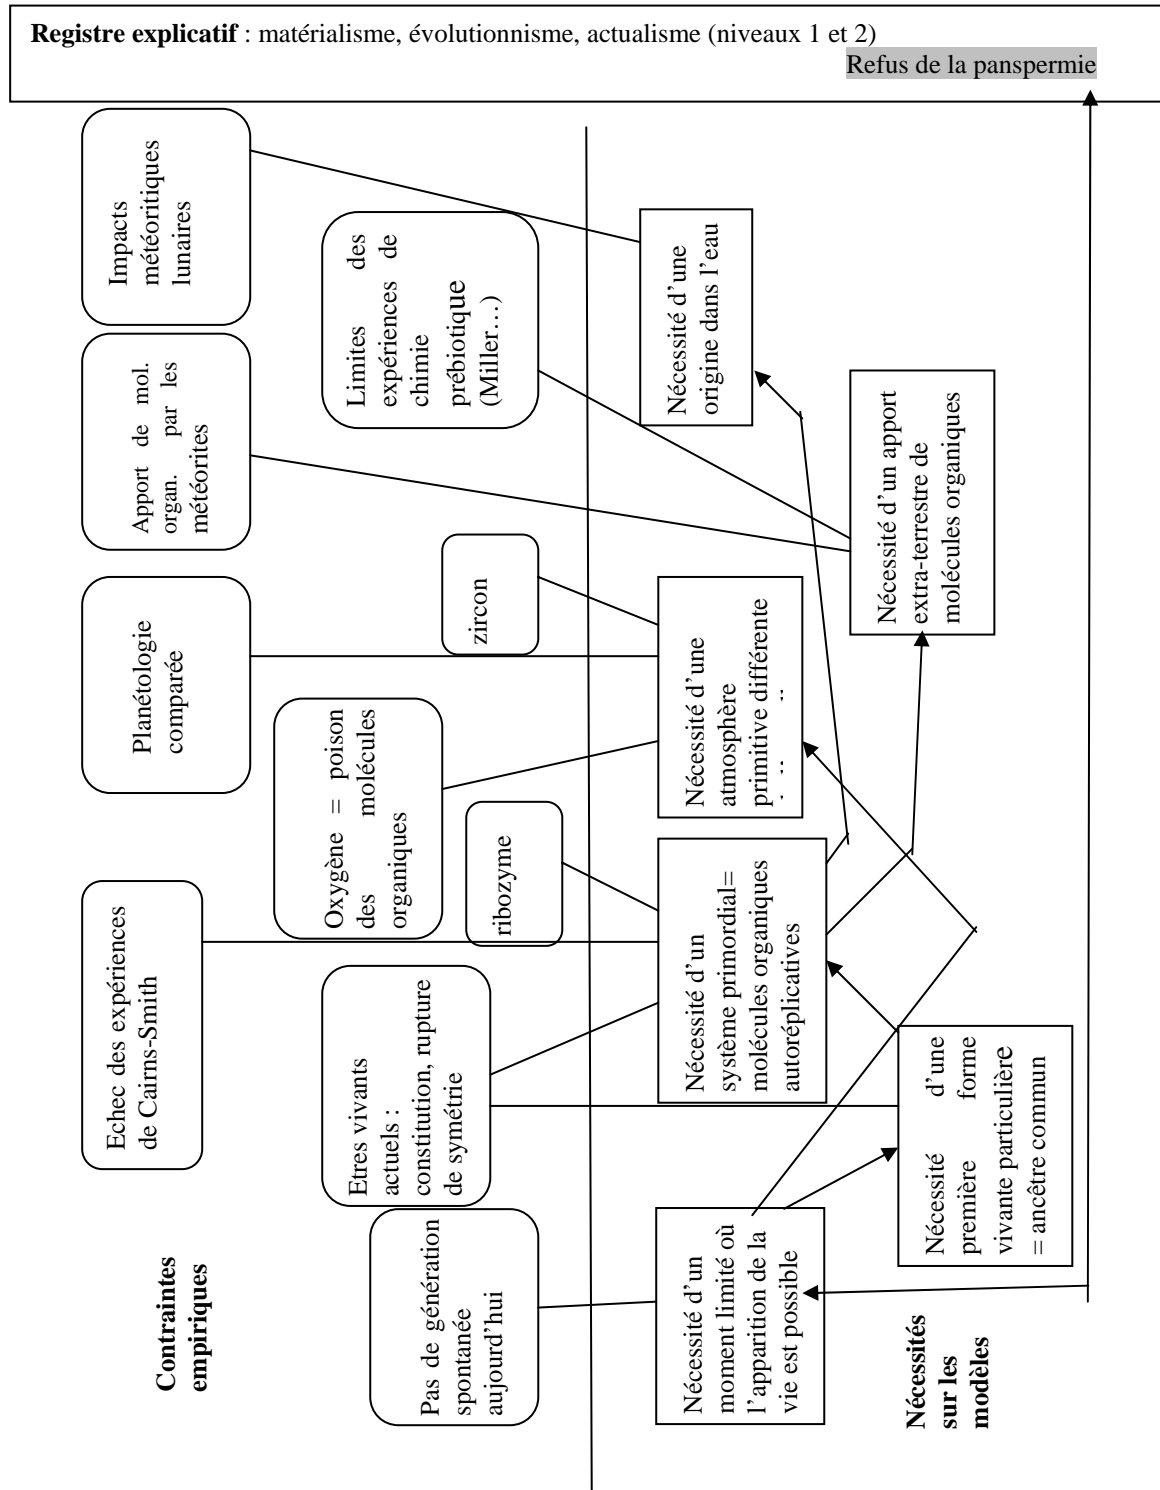 Registre explicatif : matérialisme, évolutionnisme, actualisme (niveaux 1 et 2)
Refus de la panspermie
Contraintes
empiriques
Echec des expériences
de Cairns-Smith
Planétologie
comparée
Apport de mol.
organ. par les
météorites
Impacts
météoritiques
lunaires
Pas de génération
spontanée
aujourd’hui
Etres vivants
actuels :
constitution, rupture
de symétrie
ribozyme
Oxygène = poison
des molécules
organiques
zircon
Limites des
expériences de
chimie
prébiotique
(Miller…)
Nécessité d’un
moment limité où
l’apparition de la
vie est possible
Nécessité d’un
système primordial=
molécules organiques
autoréplicatives
Nécessité d’une
atmosphère
primitive différente
Nécessité d’une
origine dans l’eau
Nécessités
sur les
modèles
Nécessité d’une
première forme
vivante particulière
= ancêtre commun
Nécessité d’un apport
extra-terrestre de
molécules organiques